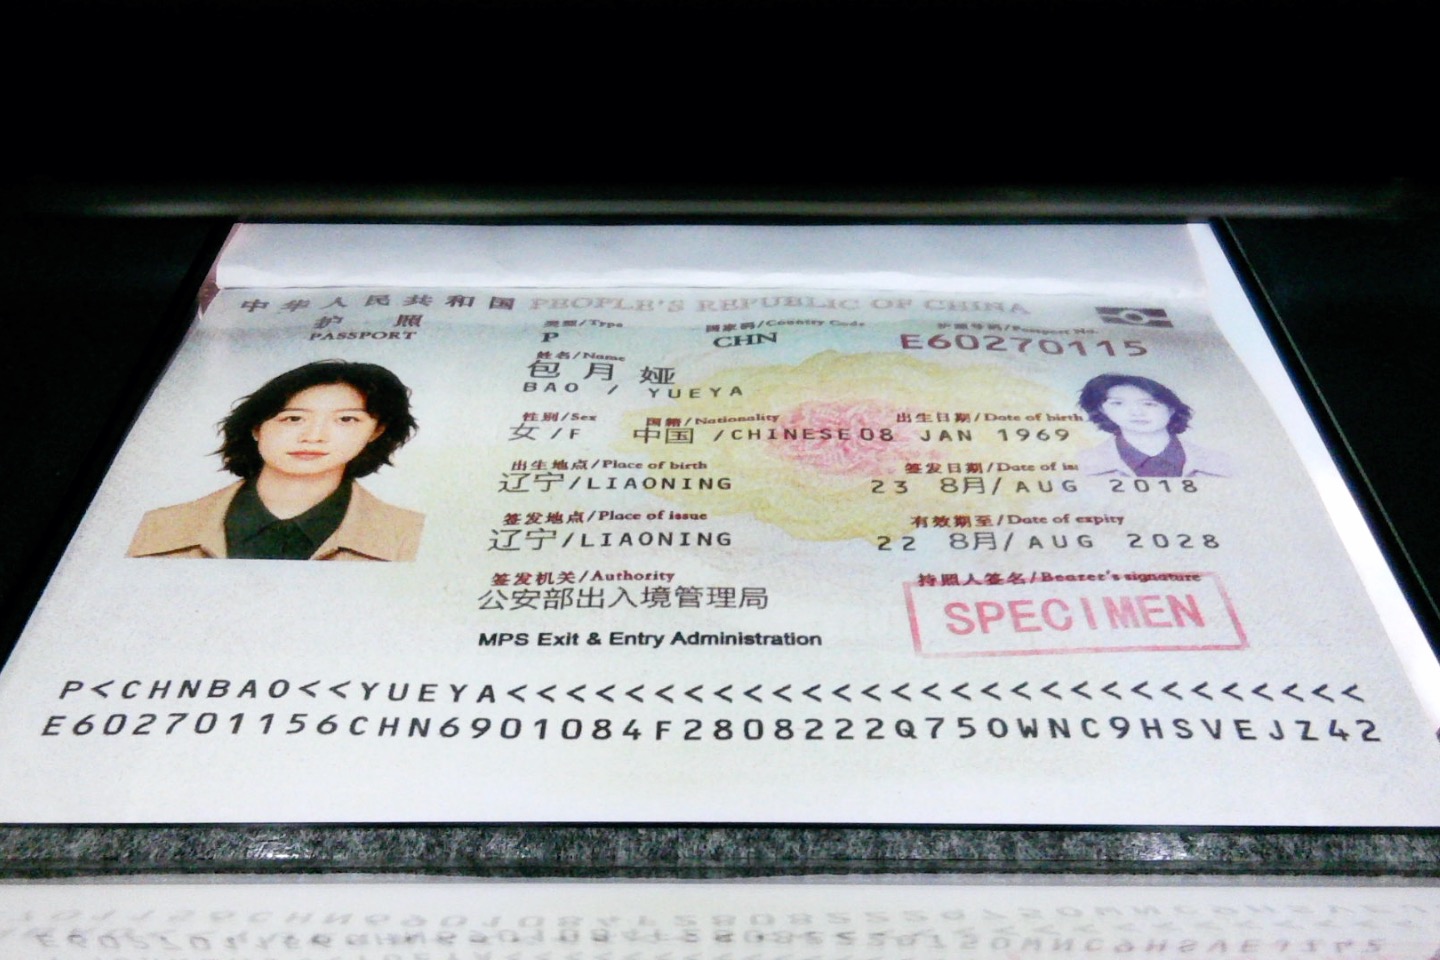 中华人民共和国 PEOPLE'S REPUBLIC OF CHINA
护照
PASSPORT
类型/Type
P
国家码/Country Code
CHN
护照号码/Passport No.
E60270115
姓名/Name
包月娅
BAO / YUEYA
性别/Sex
女/F
国籍/Nationality
中国/CHINESE
出生日期/Date of birth
08 JAN 1969
出生地点/Place of birth
辽宁/LIAONING
签发日期/Date of is
23 8月/AUG 2018
签发地点/Place of issue
辽宁/LIAONING
有效期至/Date of expiry
22 8月/AUG 2028
签发机关/Authority
公安部出入境管理局
MPS Exit & Entry Administration
持照人签名/Bearer's signature
SPECIMEN
P<CHNBAO<<YUEYA<<<<<<<<<<<<<<<<<<<<<<<<<<<<<
E602701156CHN6901084F2808222Q750WNC9HSVEJZ42